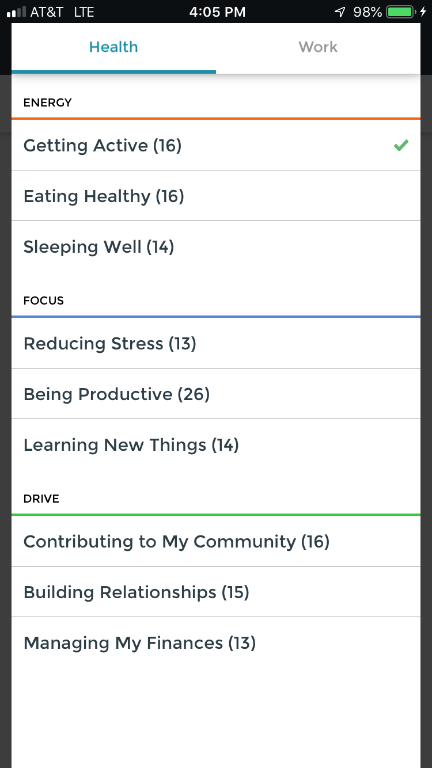 AT&T LTE 4:05 PM 98%
Health Work
ENERGY
Getting Active (16)
Eating Healthy (16)
Sleeping Well (14)
FOCUS
Reducing Stress (13)
Being Productive (26)
Learning New Things (14)
DRIVE
Contributing to My Community (16)
Building Relationships (15)
Managing My Finances (13)